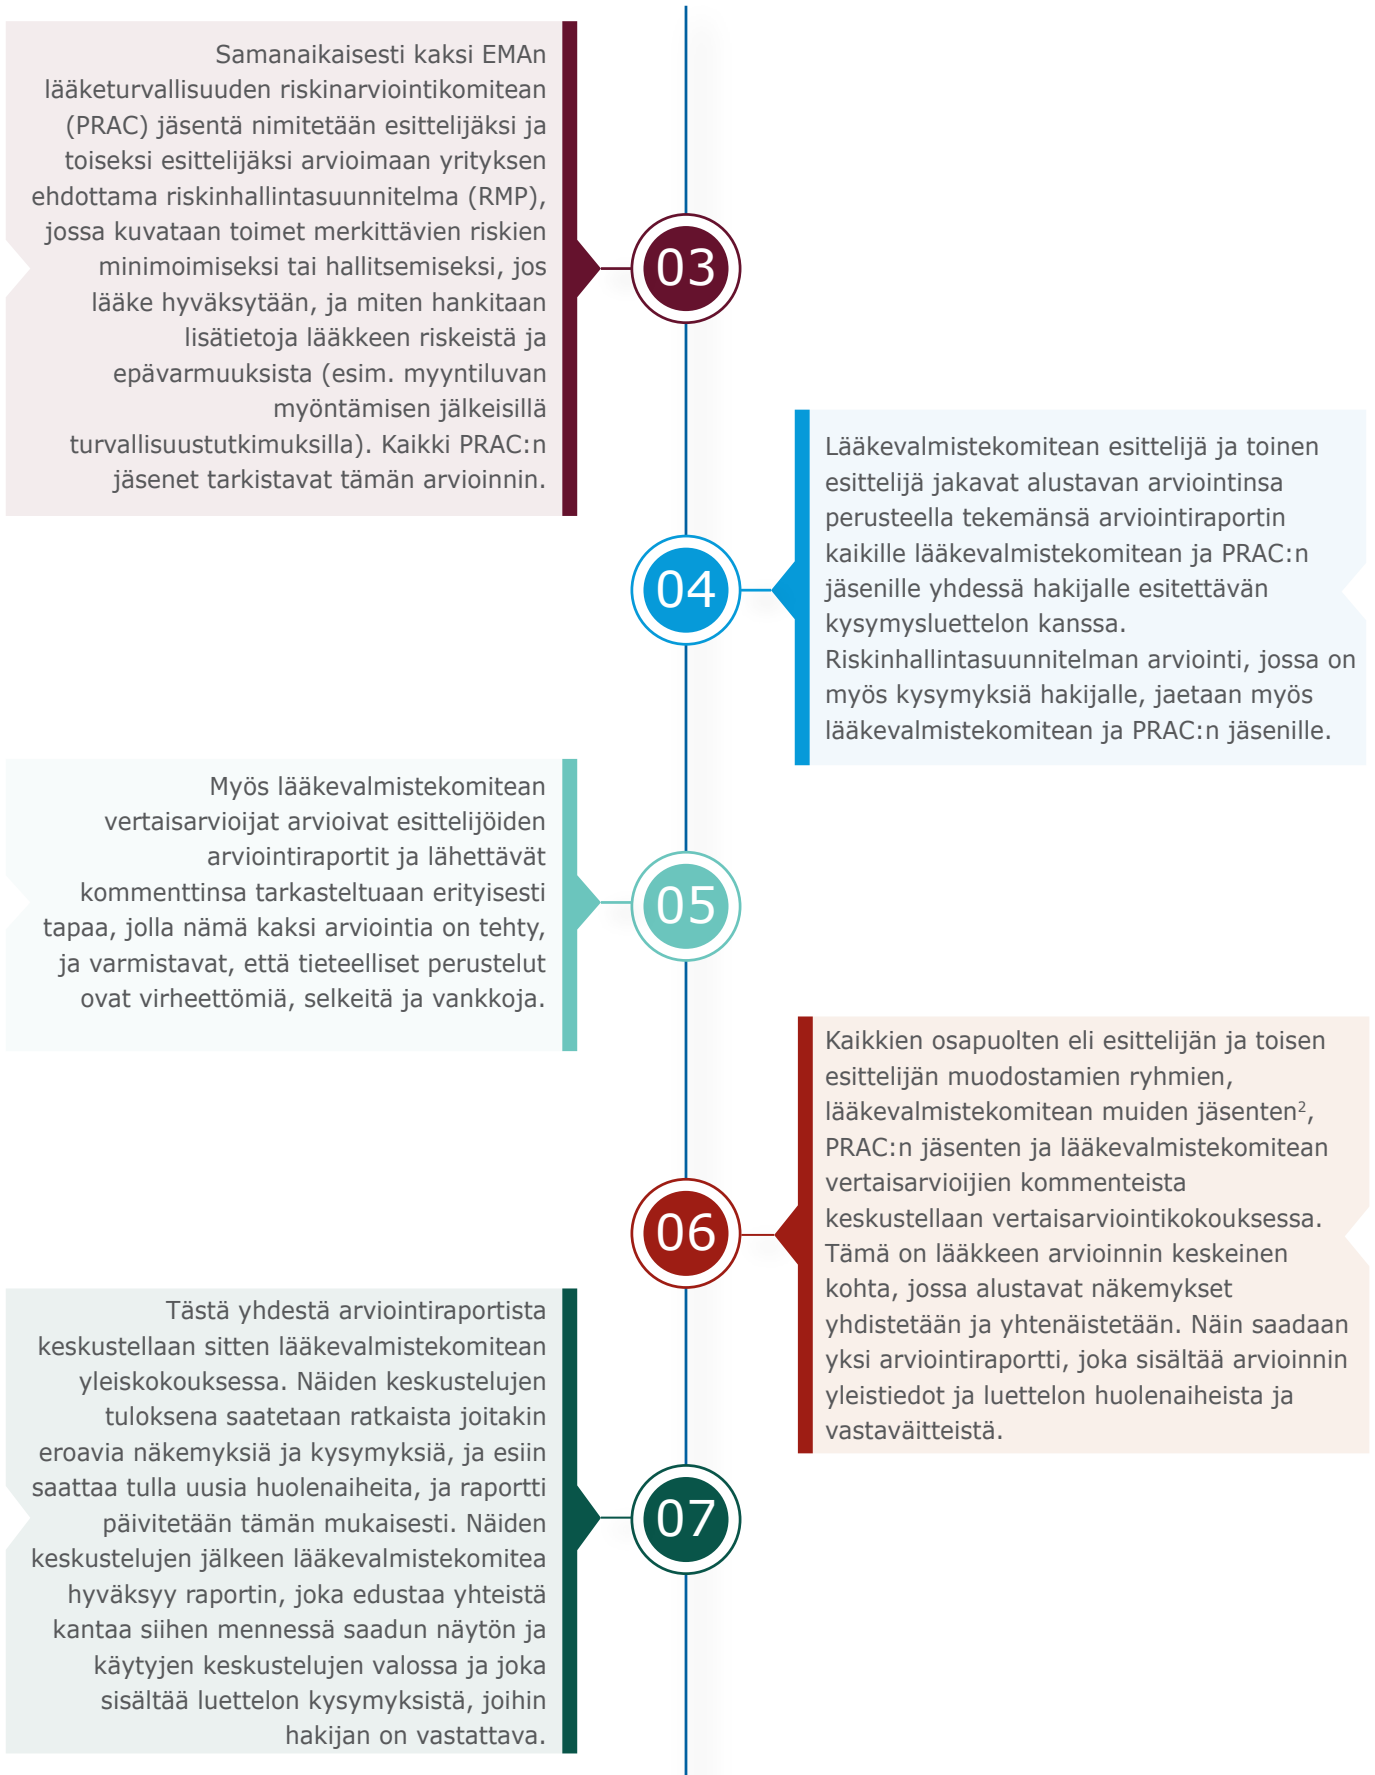 Samanaikaisesti kaksi EMAn
lääketurvallisuuden riskinarviointikomitean
(PRAC) jäsentä nimitetään esittelijäksi ja
toiseksi esittelijäksi arvioimaan yrityksen
ehdottama riskinhallintasuunnitelma (RMP),
jossa kuvataan toimet merkittävien riskien
minimoimiseksi tai hallitsemiseksi, jos
lääke hyväksytään, ja miten hankitaan
lisätietoja lääkkeen riskeistä ja
epävarmuuksista (esim. myyntiluvan
myöntämisen jälkeisillä
turvallisuustutkimuksilla). Kaikki PRAC:n
jäsenet tarkistavat tämän arvioinnin.
03
Lääkevalmistekomitean esittelijä ja toinen
esittelijä jakavat alustavan arviointinsa
perusteella tekemänsä arviointiraportin
kaikille lääkevalmistekomitean ja PRAC:n
jäsenille yhdessä hakijalle esitettävän
kysymysluettelon kanssa.
Riskinhallintasuunnitelman arviointi, jossa on
myös kysymyksiä hakijalle, jaetaan myös
lääkevalmistekomitean ja PRAC:n jäsenille.
04
Myös lääkevalmistekomitean
vertaisarvioijat arvioivat esittelijöiden
arviointiraportit ja lähettävät
kommenttinsa tarkasteltuaan erityisesti
tapaa, jolla nämä kaksi arviointia on tehty,
ja varmistavat, että tieteelliset perustelut
ovat virheettömiä, selkeitä ja vankkoja.
05
Kaikkien osapuolten eli esittelijän ja toisen
esittelijän muodostamien ryhmien,
lääkevalmistekomitean muiden jäsenten²,
PRAC:n jäsenten ja lääkevalmistekomitean
vertaisarvioijien kommenteista
keskustellaan vertaisarviointikokouksessa.
Tämä on lääkkeen arvioinnin keskeinen
kohta, jossa alustavat näkemykset
yhdistetään ja yhtenäistetään. Näin saadaan
yksi arviointiraportti, joka sisältää arvioinnin
yleistiedot ja luettelon huolenaiheista ja
vastaväitteistä.
06
Tästä yhdestä arviointiraportista
keskustellaan sitten lääkevalmistekomitean
yleiskokouksessa. Näiden keskustelujen
tuloksena saatetaan ratkaista joitakin
eroavia näkemyksiä ja kysymyksiä, ja esiin
saattaa tulla uusia huolenaiheita, ja raportti
päivitetään tämän mukaisesti. Näiden
keskustelujen jälkeen lääkevalmistekomitea
hyväksyy raportin, joka edustaa yhteistä
kantaa siihen mennessä saadun näytön ja
käytyjen keskustelujen valossa ja joka
sisältää luettelon kysymyksistä, joihin
hakijan on vastattava.
07